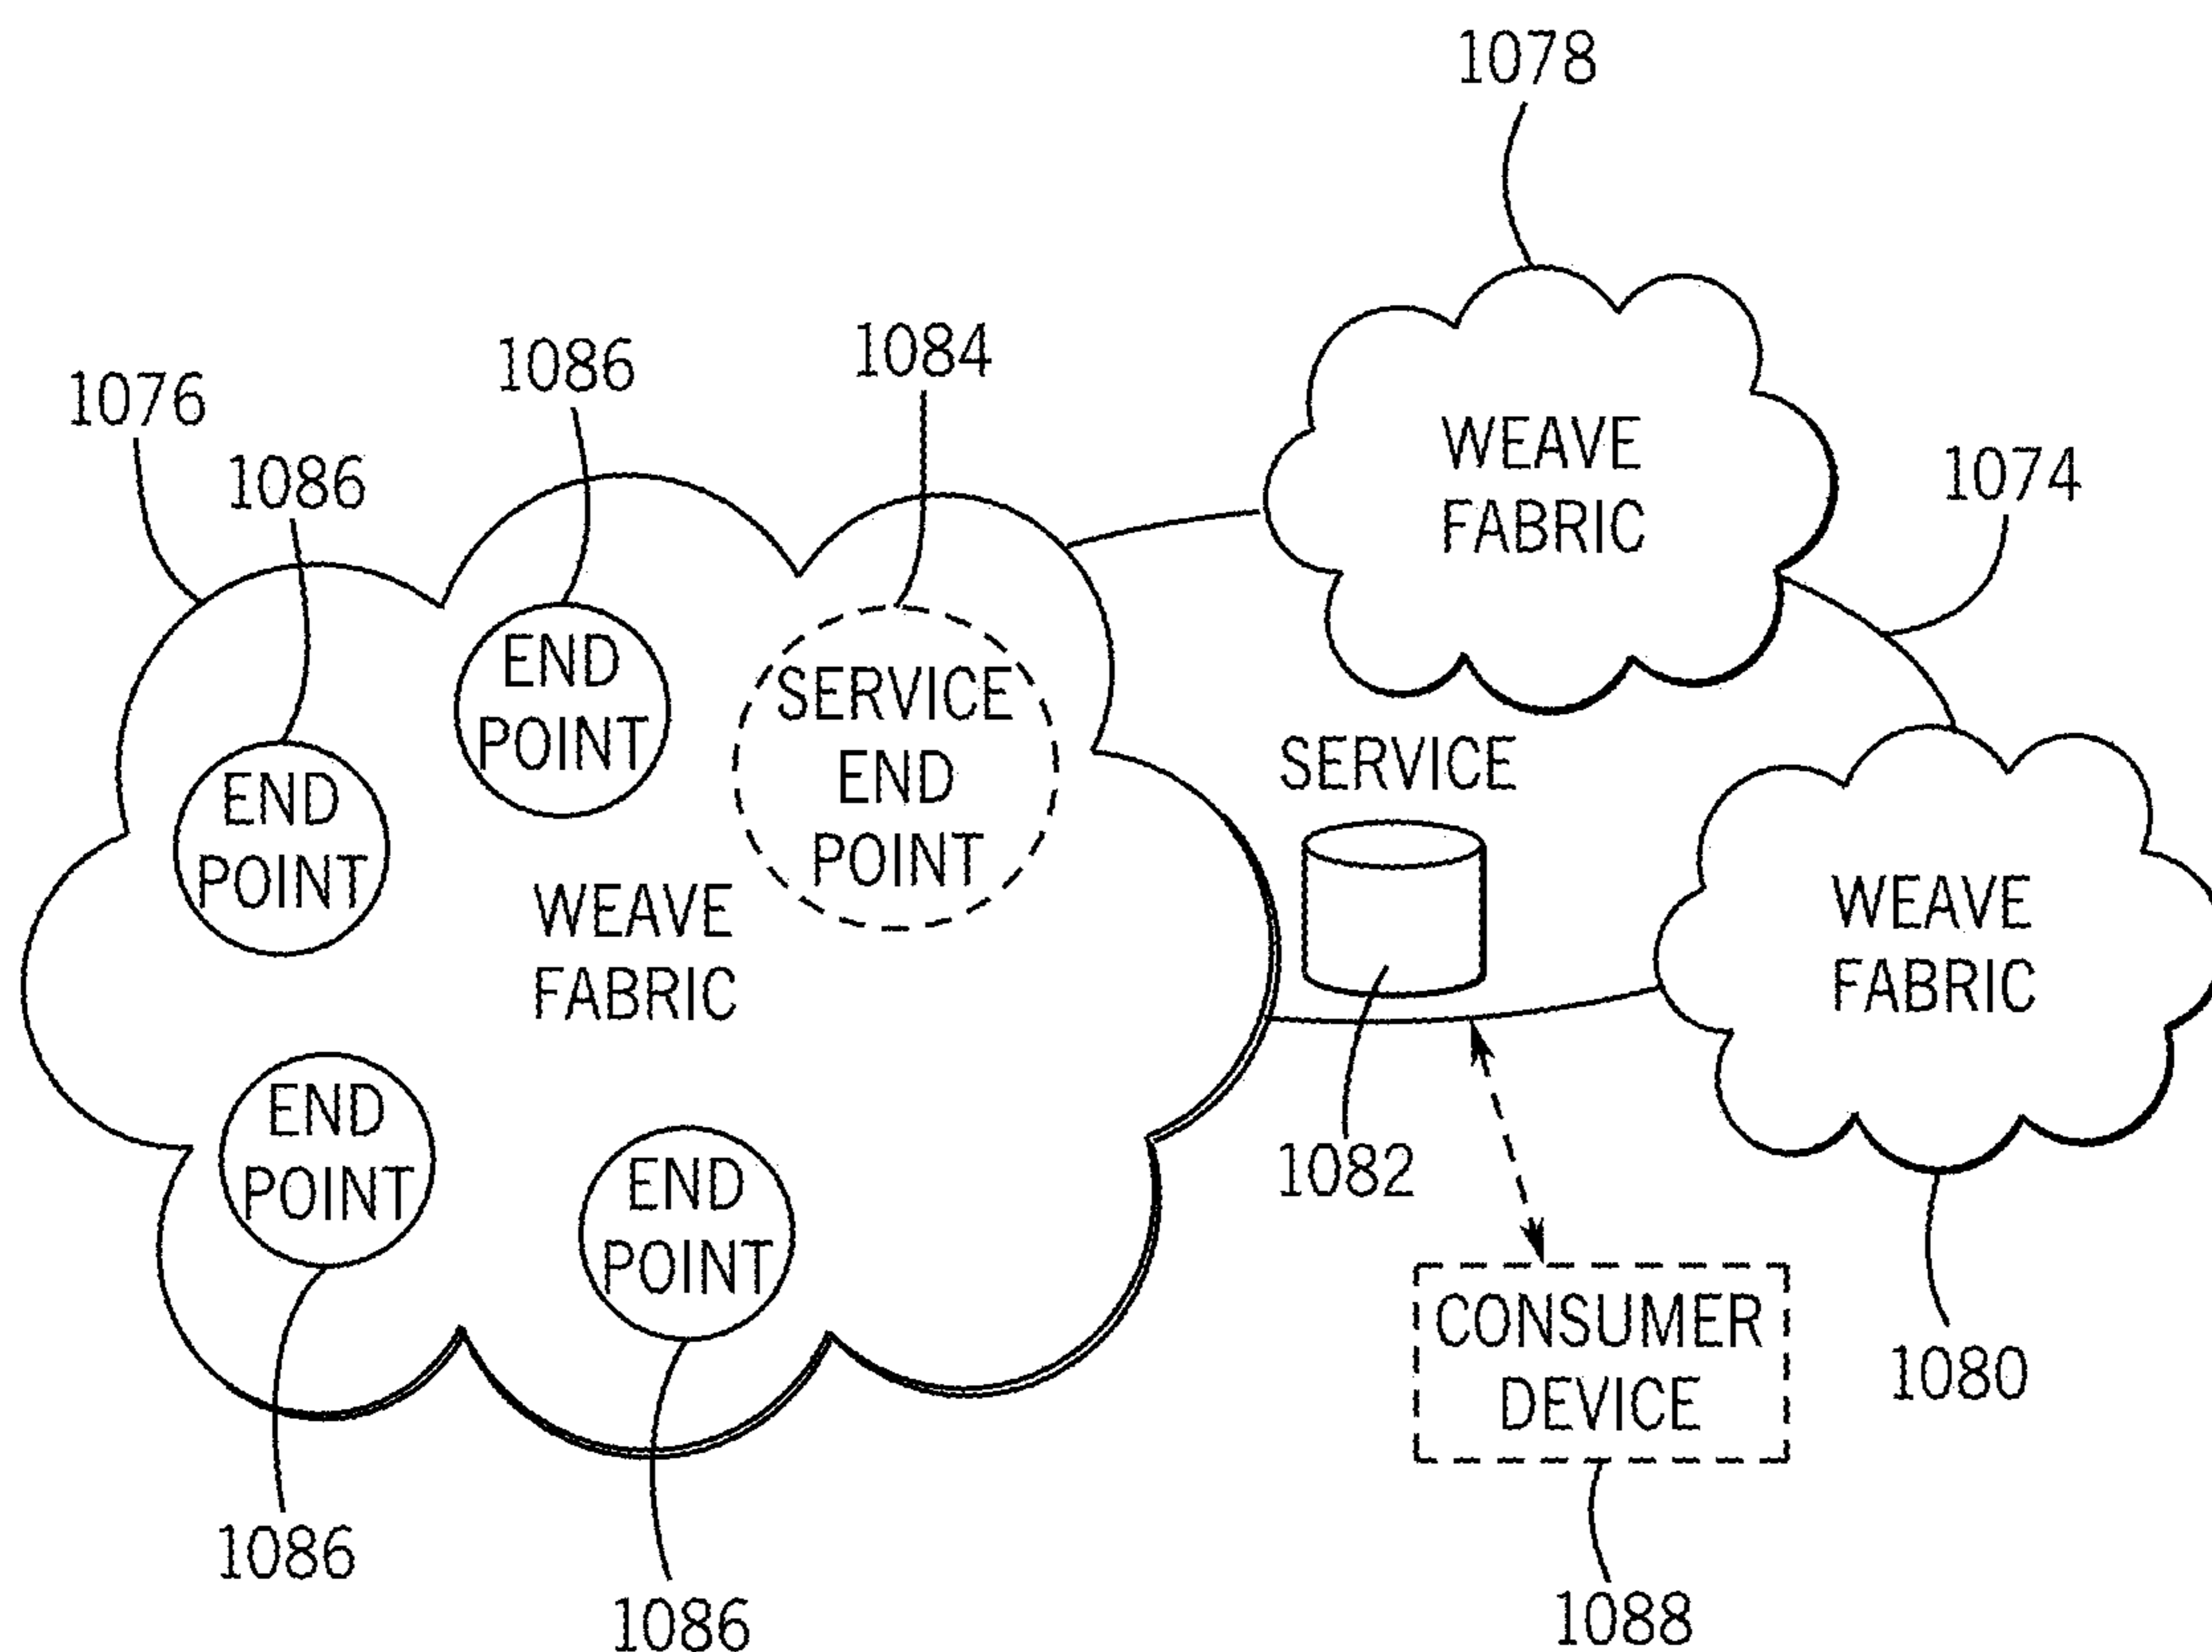 1078
1086
1084
1076
1086
1074
WEAVE
FABRIC
END
POINT
SERVICE
END
POINT
SERVICE
END
POINT
WEAVE
FABRIC
WEAVE
FABRIC
END
POINT
END
POINT
1082
CONSUMER
DEVICE
1080
1086
1086
1088